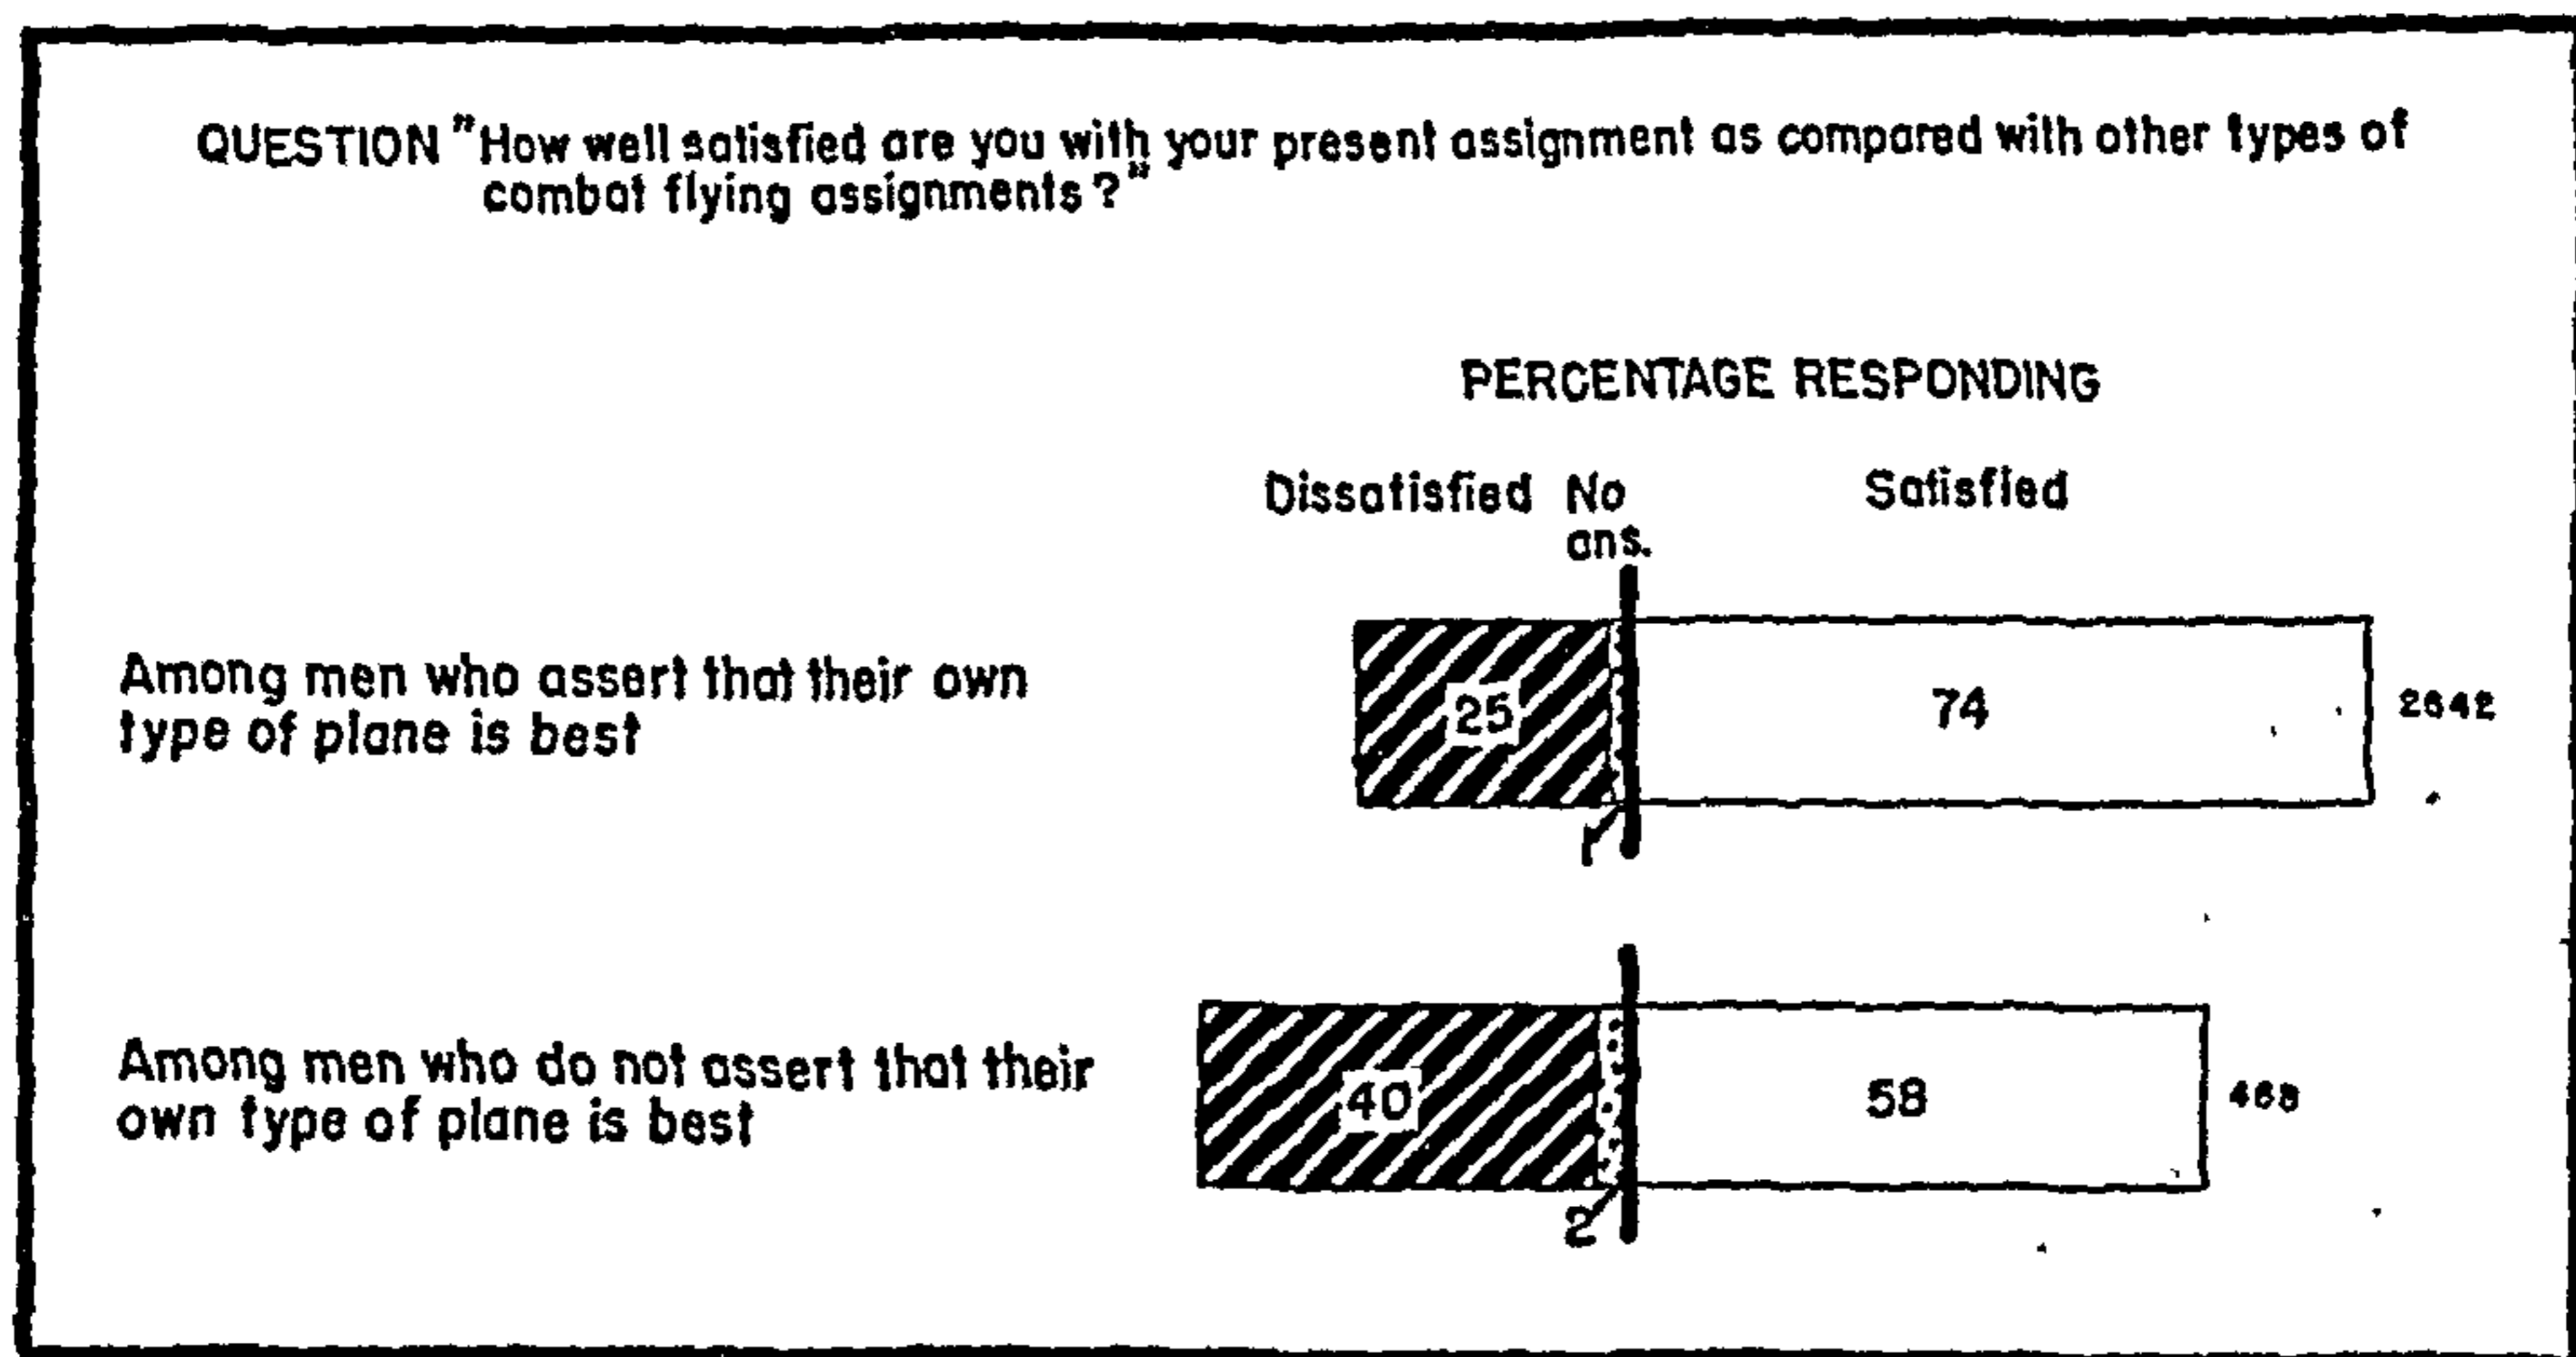 QUESTION "How well satisfied are you with your present assignment as compared with other types of
combat flying assignments?"
PERCENTAGE RESPONDING
Dissatisfied No Satisfied
ans.
Among men who assert that their own
type of plane is best
25 74 2642
1
Among men who do not assert that their
own type of plane is best
40 58
2